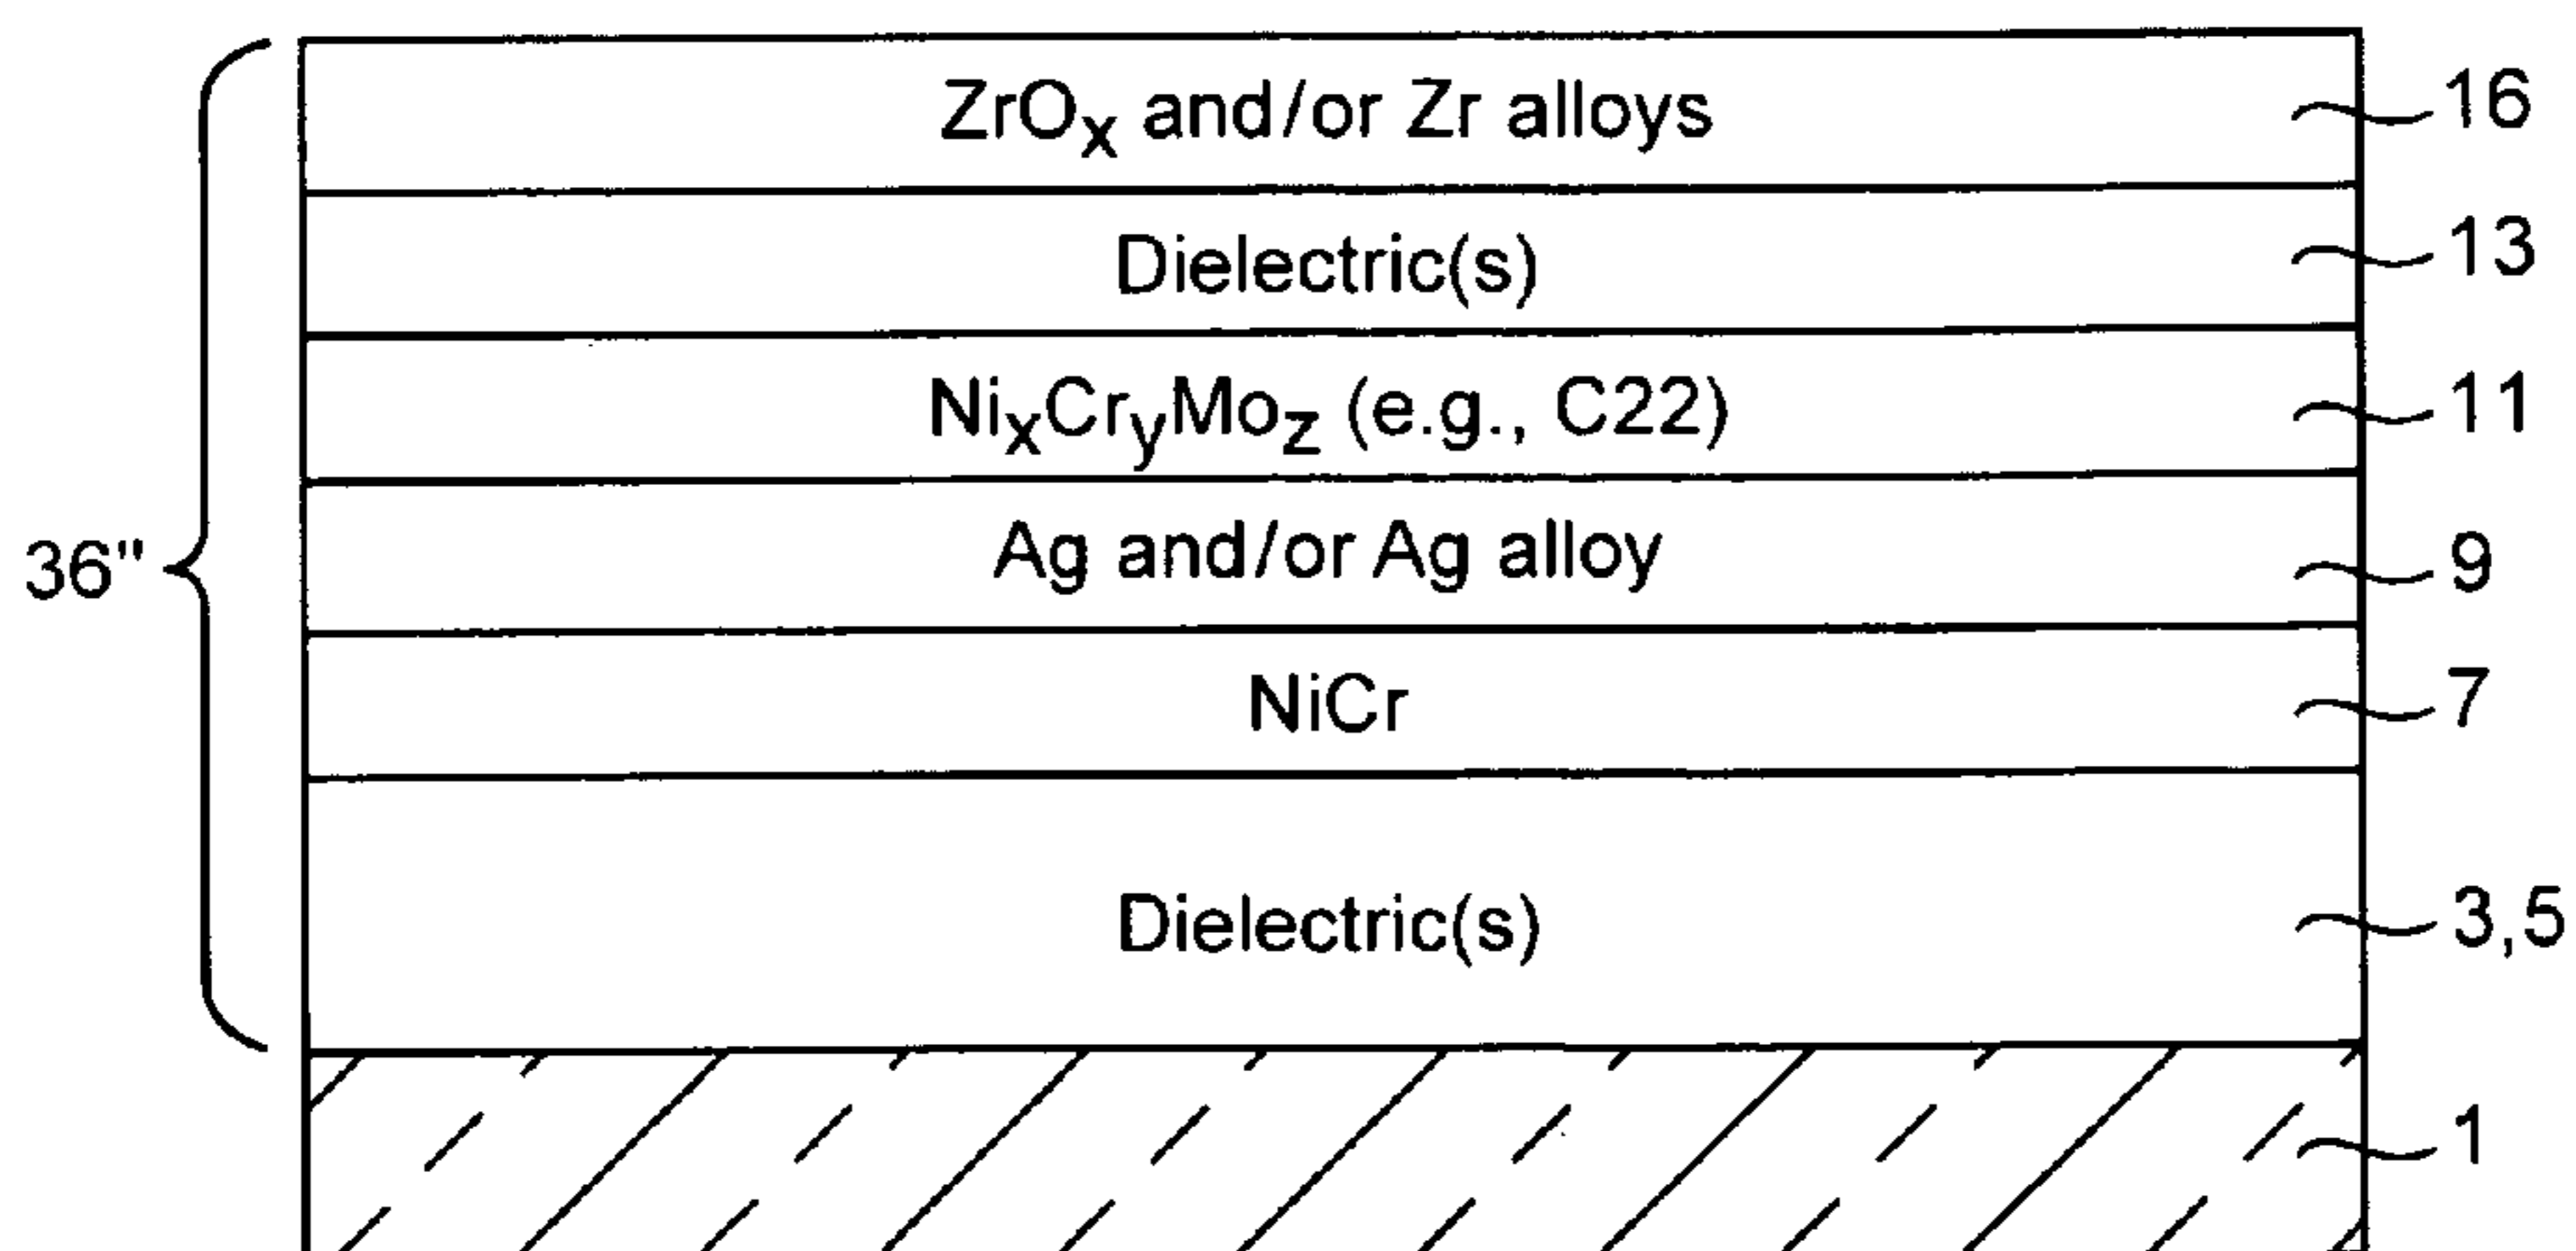 ZrOx and/or Zr alloys 16
Dielectric(s) 13
NixCryMoz (e.g., C22) 11
Ag and/or Ag alloy 9
36"
NiCr 7
Dielectric(s) 3,5
1